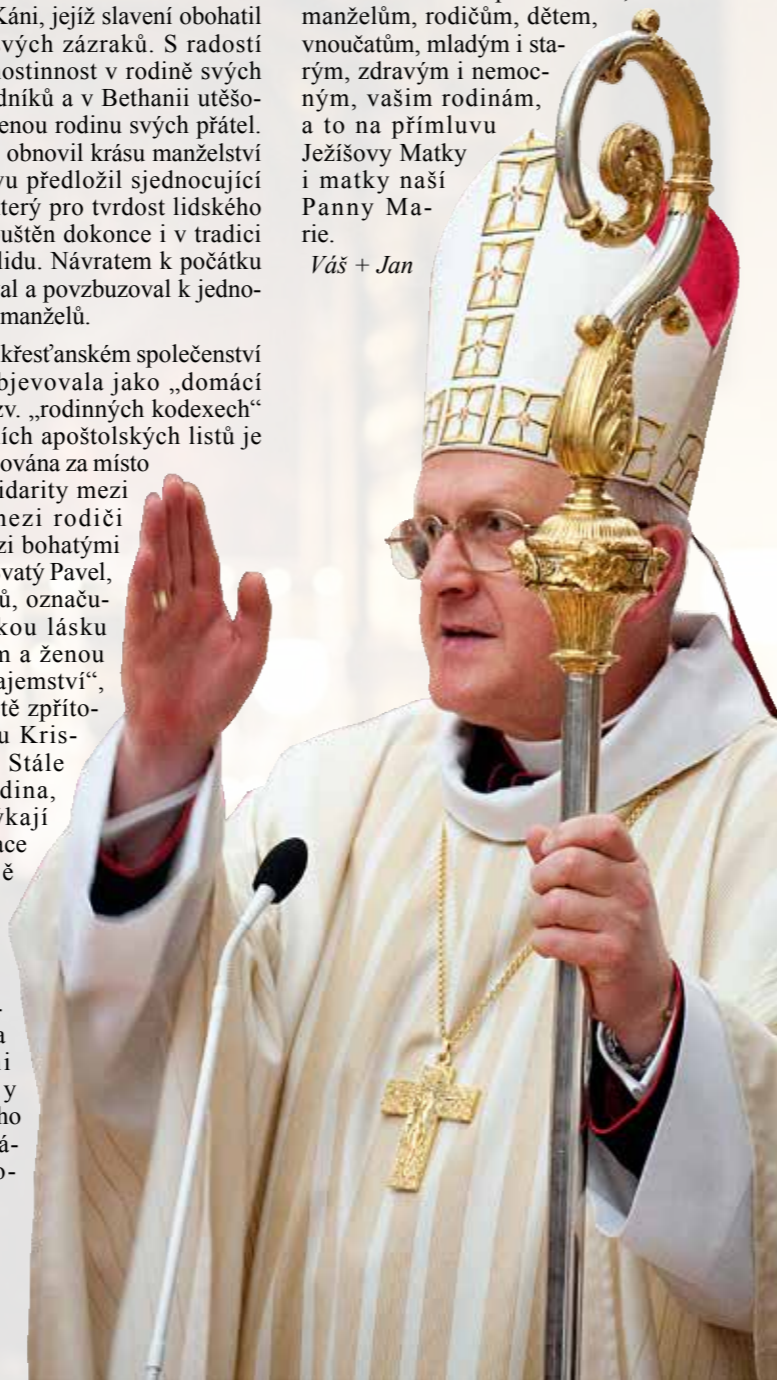 Káni, jejíž slavení obohatil
vých zázraků. S radostí
ostinnost v rodině svých
dníků a v Bethanii utěšo-
enou rodinu svých přátel.
obnovil krásu manželství
vu předložil sjednocující
terý pro tvrdost lidského
uštěn dokonce i v tradici
lidu. Návratem k počátku
al a povzbuzoval k jedno-
manželů.
křesťanském společenství
bjevovala jako „domácí
zv. „rodinných kodexech“
ích apoštolských listů je
ována za místo
idarity mezi
mezi rodiči
zi bohatými
vatý Pavel,
ů, označu-
kou lásku
m a ženou
ajemství“,
tě zpříto-
u Kris-
Stále
dina,
ýkají
ace
ě
-
a
i
y
ho
á-
o-
manželům, rodičům, dětem,
vnoučatům, mladým i sta-
rým, zdravým i nemoc-
ným, vašim rodinám,
a to na přímluvu
Ježíšovy Matky
i matky naší
Panny Ma-
rie.
Váš + Jan